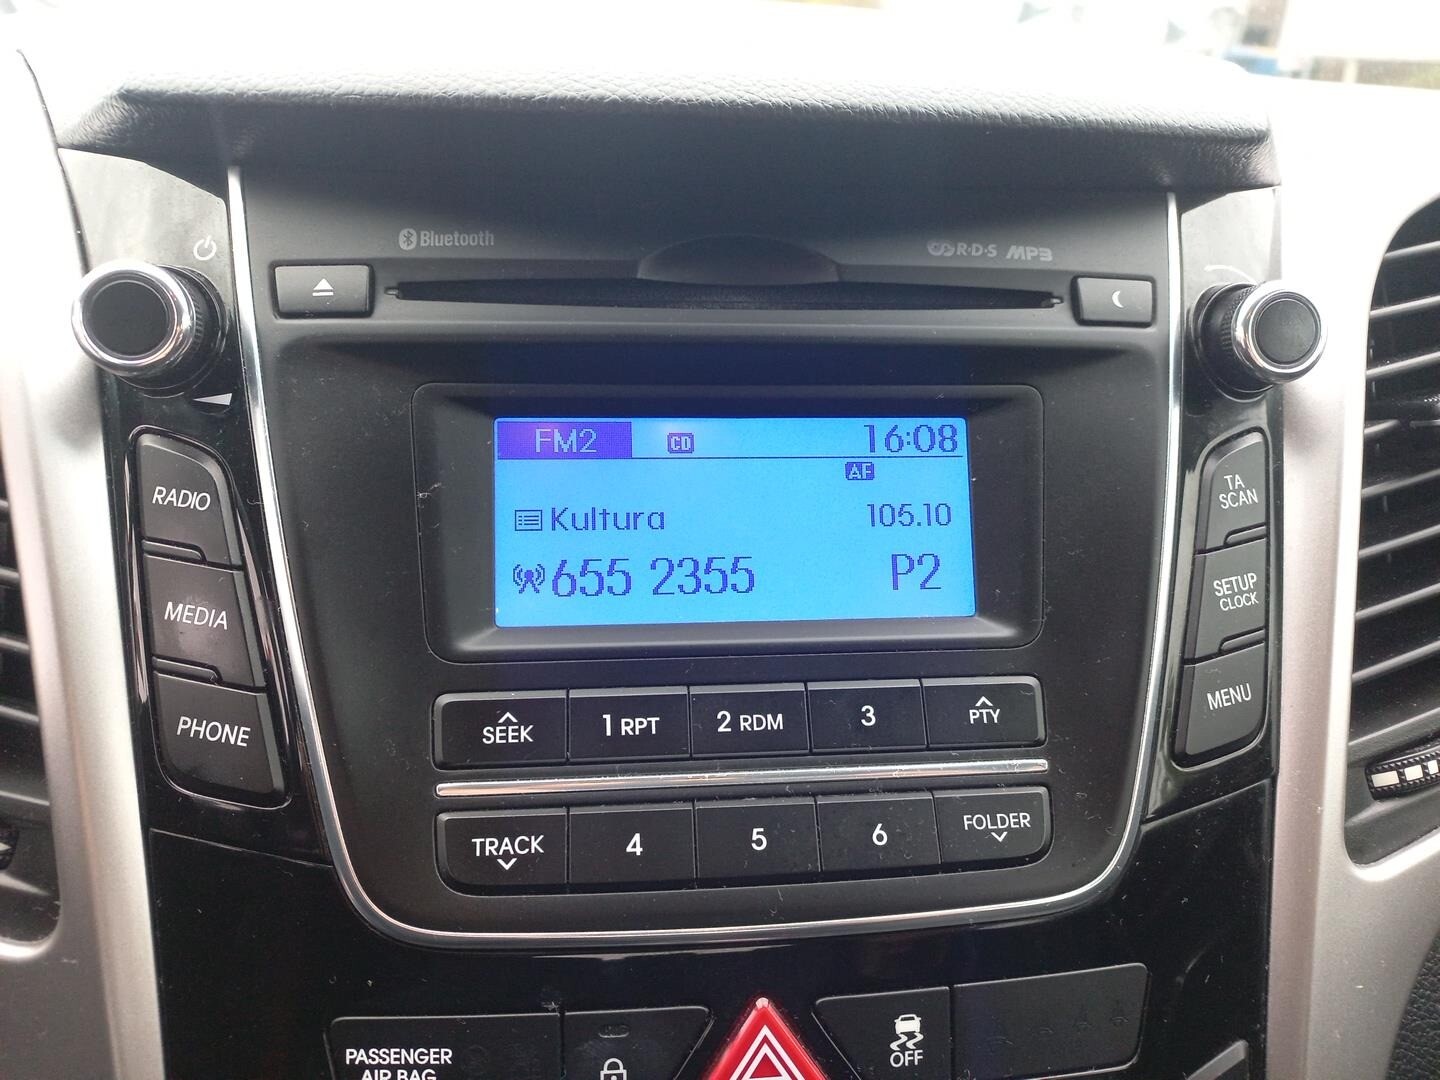 Bluetooth
R·D·S MP3
FM2 CD 16:08
AF
Kultura 105.10
655 2355 P2
RADIO
MEDIA
PHONE
TA SCAN
SETUP CLOCK
MENU
SEEK 1 RPT 2 RDM 3 PTY
TRACK 4 5 6 FOLDER
PASSENGER
AIR BAG
OFF